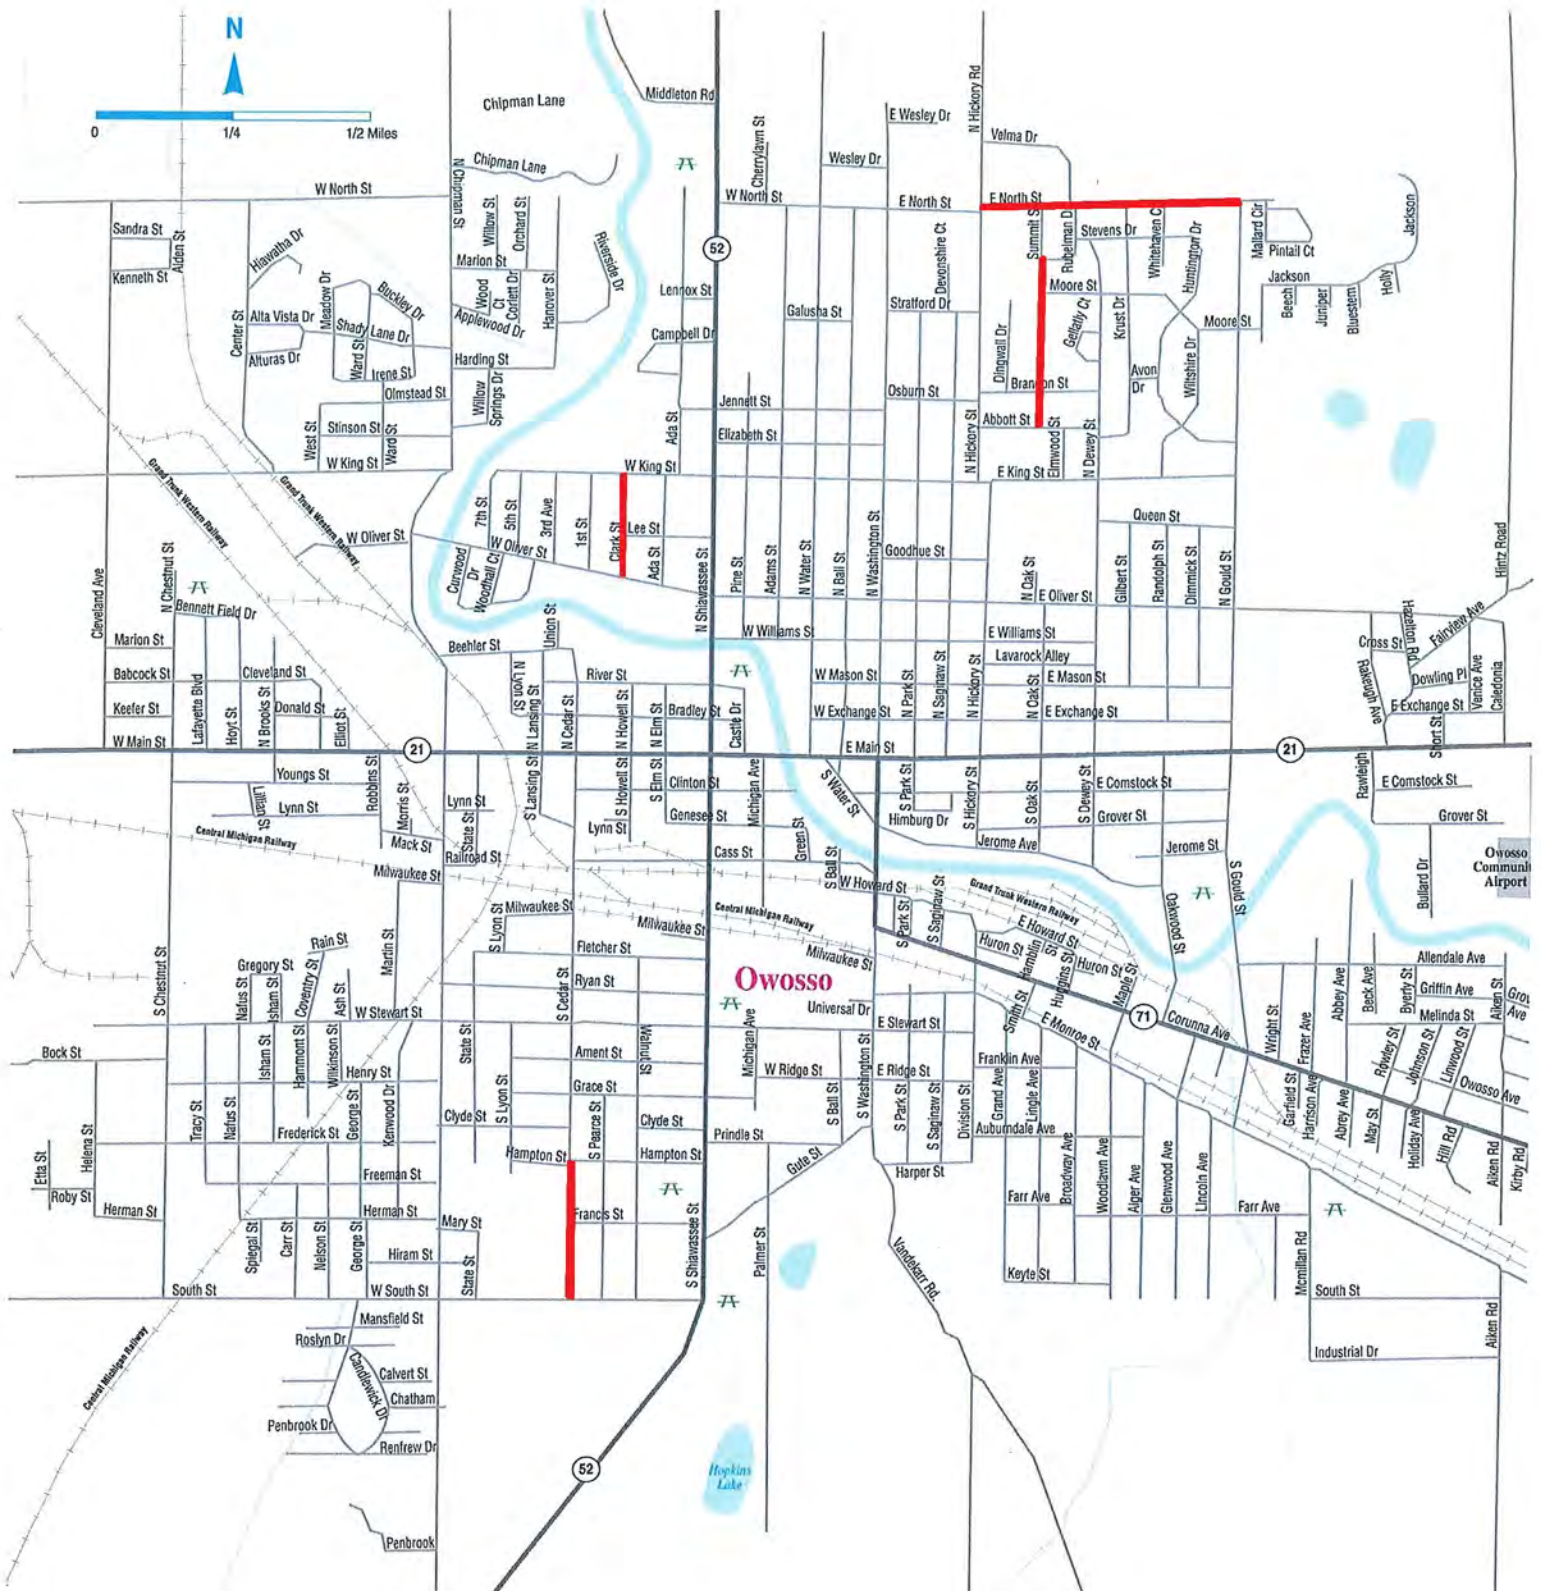 N
0 1/4 1/2 Miles
Chipman Lane
Middleton Rd
E Wesley Dr
N Hickory Rd
Velma Dr
Cherrylawn St
Wesley Dr
Chipman Lane
N Chipman St
W North St
W North St
E North St
E North St
Sandra St
Alden St
Kenneth St
Hiawatha Dr
Willow St
Orchard St
Marion St
Riverside Dr
52
Devonshire Ct
Summit S
Rubelman D
Stevens Dr
Whitehaven C
Huntington Dr
Mallard Cir
Pintail Ct
Jackson
Jackson
Beech
Juniper
Bluestem
Holly
Center St
Alta Vista Dr
Alturas Dr
Meadow Dr
Buckley Dr
Shady Lane Dr
Ward St
Irene St
Olmstead St
Wood Ct
Corlett Dr
Applewood Dr
Hanover St
Harding St
Willow Springs Dr
Lennox St
Campbell Dr
Galusha St
Stratford Dr
Moore St
Moore St
Gellatly Ct
Krust Dr
Dingwall Dr
Brandon St
Avon Dr
Wiltshire Dr
Osburn St
Abbott St
Jennett St
Elizabeth St
Ada St
West St
Stinson St
Ward St
W King St
W King St
N Hickory St
E King St
Elmwood St
N Dewey St
Grand Trunk Western Railway
Grand Trunk Western Railway
7th St
5th St
3rd Ave
1st St
Clark St
Lee St
Ada St
W Oliver St
W Oliver St
Curwood Dr
Woodhall Ct
N Shiawassee St
Pine St
Adams St
N Water St
N Ball St
N Washington St
Goodhue St
Queen St
N Oak St
E Oliver St
Gilbert St
Randolph St
Dimmick St
N Gould St
Hintz Road
Cleveland Ave
N Chestnut St
Bennett Field Dr
Marion St
Babcock St
Keefer St
W Main St
Cleveland St
Lafayette Blvd
Hoyt St
N Brooks St
Donald St
Elliot St
Beehler St
Union St
N Lyon St
N Lansing St
N Cedar St
River St
N Howell St
N Elm St
Bradley St
Castle Dr
W Williams St
E Williams St
Lavarock Alley
W Mason St
E Mason St
N Park St
N Saginaw St
N Hickory St
N Oak St
W Exchange St
E Exchange St
E Main St
21
21
Cross St
Hazelton Rd
Fairview Ave
Rakeugh Ave
Dowling Pl
Venice Ave
Caledonia
E Exchange St
Short St
Youngs St
Lillian St
Lynn St
Robbins St
Morris St
Mack St
Lynn St
State St
Railroad St
Milwaukee St
S Lansing St
S Howell St
S Elm St
Clinton St
Genesee St
Lynn St
Michigan Ave
Cass St
Green St
S Water St
S Ball St
W Howard St
S Park St
Himburg Dr
S Hickory St
S Oak St
S Dewey St
E Comstock St
Grover St
Jerome Ave
Jerome St
Rawleigh
E Comstock St
Grover St
Bullard Dr
Owosso
Communi
Airport
Central Michigan Railway
Central Michigan Railway
Grand Trunk Western Railway
S Chestnut St
Martin St
S Lyon St
Milwaukee St
Milwaukee St
Milwaukee St
Fletcher St
Ryan St
S Cedar St
Owosso
S Park St
S Saginaw St
Huron St
Hamblin St
E Howard St
Huggins St
Huron St
Maple St
Oakwood St
S Gould St
Smith St
E Monroe St
71
Corunna Ave
Allendale Ave
Wright St
Frazer Ave
Abbey Ave
Beck Ave
Byerly St
Griffin Ave
Melinda St
Aiken St
Rain St
Gregory St
Nafus St
Isham St
Coventry St
Ash St
W Stewart St
E Stewart St
Universal Dr
Bock St
Isham St
Hammont St
Wilkinson St
Henry St
State St
S Lyon St
Ament St
Walnut St
Grace St
Michigan Ave
W Ridge St
E Ridge St
S Ball St
S Washington St
S Park St
S Saginaw St
Division St
Franklin Ave
Grand Ave
Lingle Ave
Auburndale Ave
Rowley St
Johnson St
Linwood St
Owosso Ave
Garfield St
Harrison Ave
Abrey Ave
May St
Holiday Ave
Hill Rd
Aiken Rd
Kirby Rd
Etta St
Roby St
Helena St
Herman St
Tracy St
Nafus St
Frederick St
George St
Kenwood Dr
Freeman St
Herman St
Clyde St
S Pearce St
Clyde St
Hampton St
Hampton St
Prindle St
Gute St
Harper St
Broadway Ave
Woodlawn Ave
Alger Ave
Glenwood Ave
Lincoln Ave
Farr Ave
Farr Ave
Spiegal St
Carr St
Nelson St
George St
Hiram St
Mary St
State St
Francis St
S Shiawassee St
Palmer St
Vandekarr Rd.
Keyte St
Mcmillan Rd
South St
W South St
South St
Aiken Rd
Industrial Dr
Mansfield St
Roslyn Dr
Calvert St
Candlewick Dr
Chatham
Penbrook Dr
Renfrew Dr
Central Michigan Railway
52
Hopkins
Lake
Penbrook